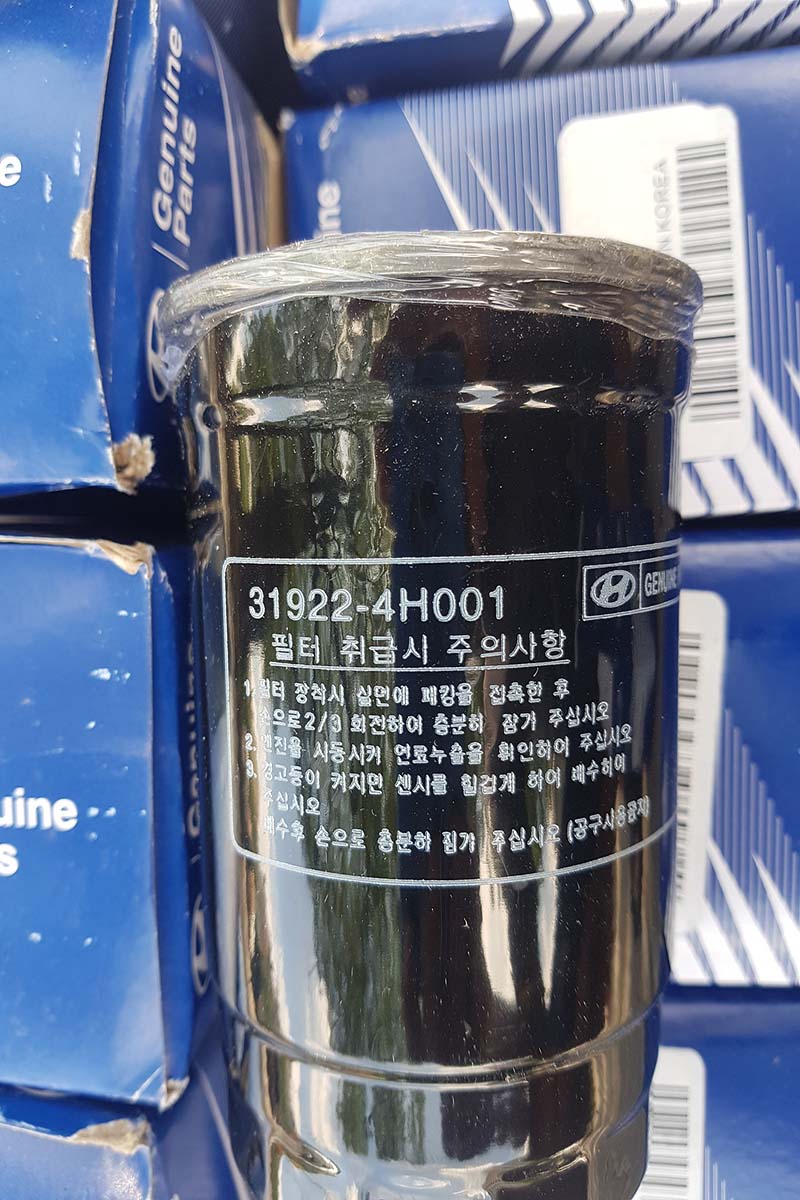 Genuine
Parts
IN KOREA
31922-4H001
GENUINE
필터 취급시 주의사항
1. 필터 장착시 실면에 패킹을 접촉한 후
손으로 2/3 회전하여 충분히 잠가 주십시오
2. 엔진을 시동시켜 연료누출을 확인하여 주십시오
3. 경고등이 켜지면 센서를 헐겁게 하여 배수하여
주십시오
배수후 손으로 충분히 잠가 주십시오 (공구사용금지)
uine
s